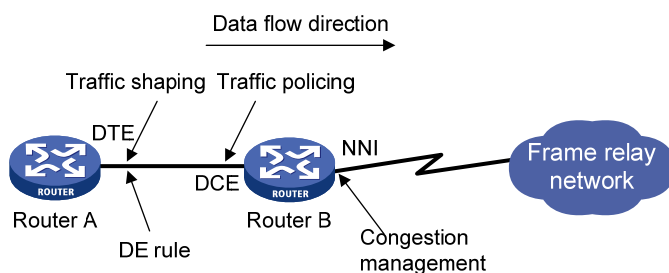 Data flow direction
Traffic shaping
Traffic policing
DTE
NNI
DCE
ROUTER
ROUTER
Router A
Router B
Frame relay
network
DE rule
Congestion
management